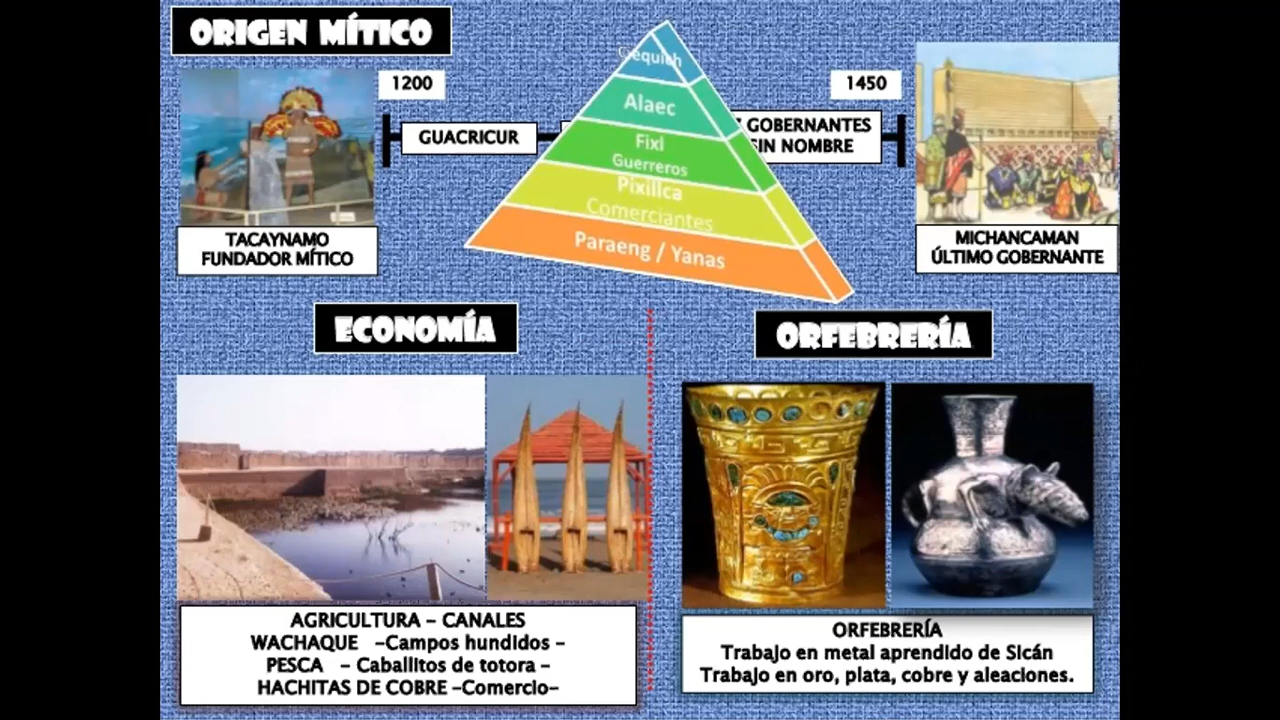 ORIGEN MÍTICO
1200
GUACRICUR
1450
GOBERNANTES
SIN NOMBRE
TACAYNAMO
FUNDADOR MÍTICO
MICHANCAMAN
ÚLTIMO GOBERNANTE
Alaec
Fixl
Guerreros
Pixllca
Comerciantes
Paraeng / Yanas
ECONOMÍA
ORFEBRERÍA
AGRICULTURA – CANALES
WACHAQUE –Campos hundidos –
PESCA – Caballitos de totora –
HACHITAS DE COBRE –Comercio–
ORFEBRERÍA
Trabajo en metal aprendido de Sicán
Trabajo en oro, plata, cobre y aleaciones.